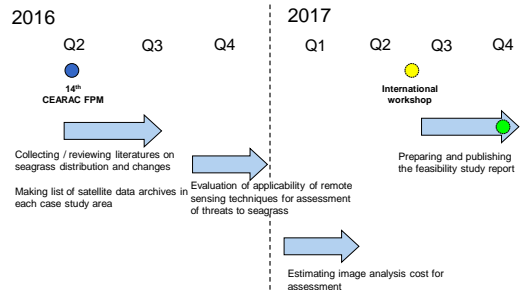 2016
2017
Q2
Q3
Q4
Q1
Q2
Q3
Q4
14th
CEARAC FPM
International
workshop
Collecting / reviewing literatures on
seagrass distribution and changes
Making list of satellite data archives in
each case study area
Evaluation of applicability of remote
sensing techniques for assessment
of threats to seagrass
Preparing and publishing
the feasibility study report
Estimating image analysis cost for
assessment